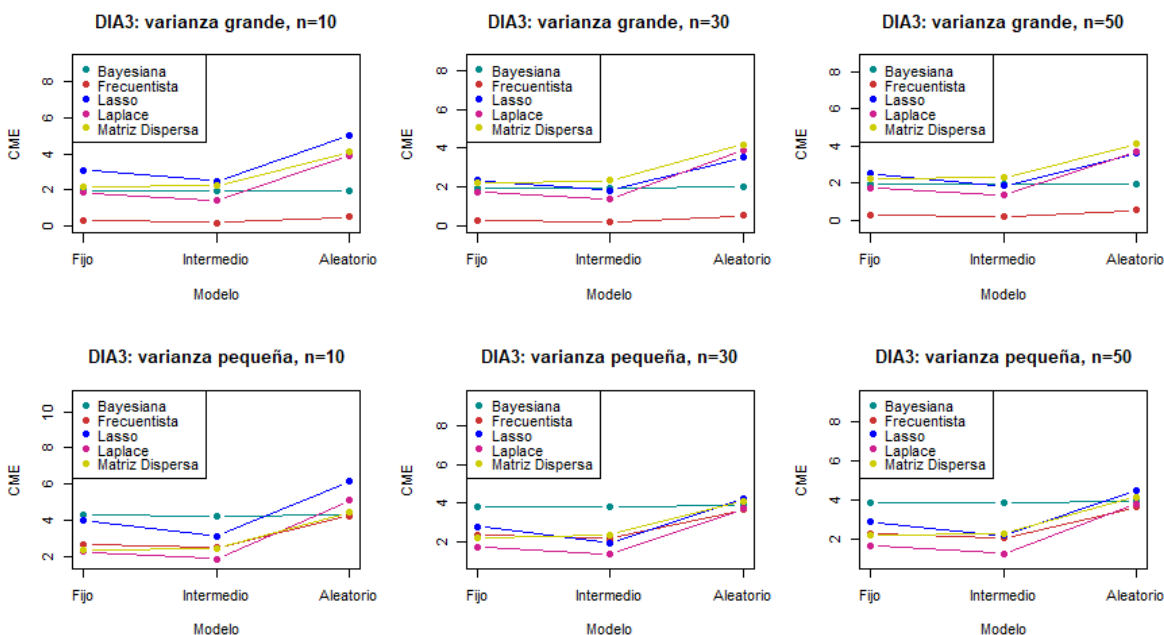 DIA3: varianza grande, n=10
CME
8
6
4
2
0
Bayesiana
Frecuentista
Lasso
Laplace
Matriz Dispersa
Fijo Intermedio Aleatorio
Modelo
DIA3: varianza grande, n=30
CME
8
6
4
2
0
Bayesiana
Frecuentista
Lasso
Laplace
Matriz Dispersa
Fijo Intermedio Aleatorio
Modelo
DIA3: varianza grande, n=50
CME
8
6
4
2
0
Bayesiana
Frecuentista
Lasso
Laplace
Matriz Dispersa
Fijo Intermedio Aleatorio
Modelo
DIA3: varianza pequeña, n=10
CME
10
8
6
4
2
Bayesiana
Frecuentista
Lasso
Laplace
Matriz Dispersa
Fijo Intermedio Aleatorio
Modelo
DIA3: varianza pequeña, n=30
CME
8
6
4
2
Bayesiana
Frecuentista
Lasso
Laplace
Matriz Dispersa
Fijo Intermedio Aleatorio
Modelo
DIA3: varianza pequeña, n=50
CME
8
6
4
2
Bayesiana
Frecuentista
Lasso
Laplace
Matriz Dispersa
Fijo Intermedio Aleatorio
Modelo